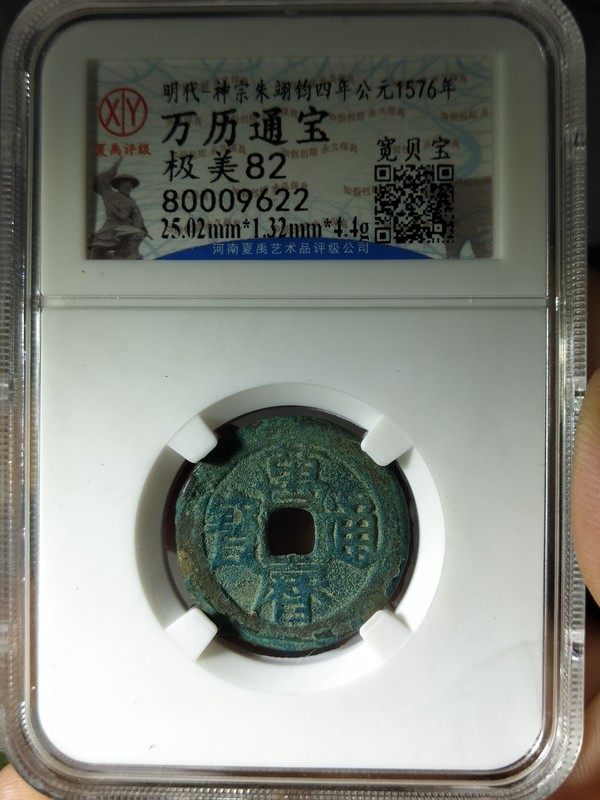 明代-神宗朱翊钧四年公元1576年
XY
夏禹评级
万历通宝
宽贝宝
极美82
80009622
25.02mm*1.32mm*4.4g
河南夏禹艺术品评级公司
萬曆通寶